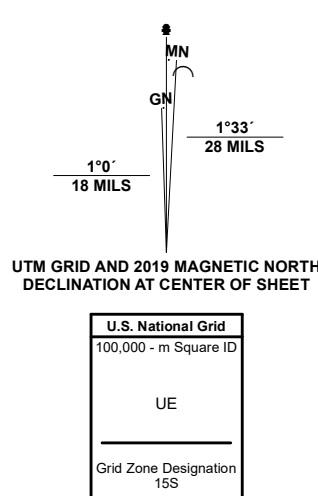 MN
GN
1°33´
28 MILS
1°0´
18 MILS
UTM GRID AND 2019 MAGNETIC NORTH
DECLINATION AT CENTER OF SHEET
U.S. National Grid
100,000 - m Square ID
UE
Grid Zone Designation
15S